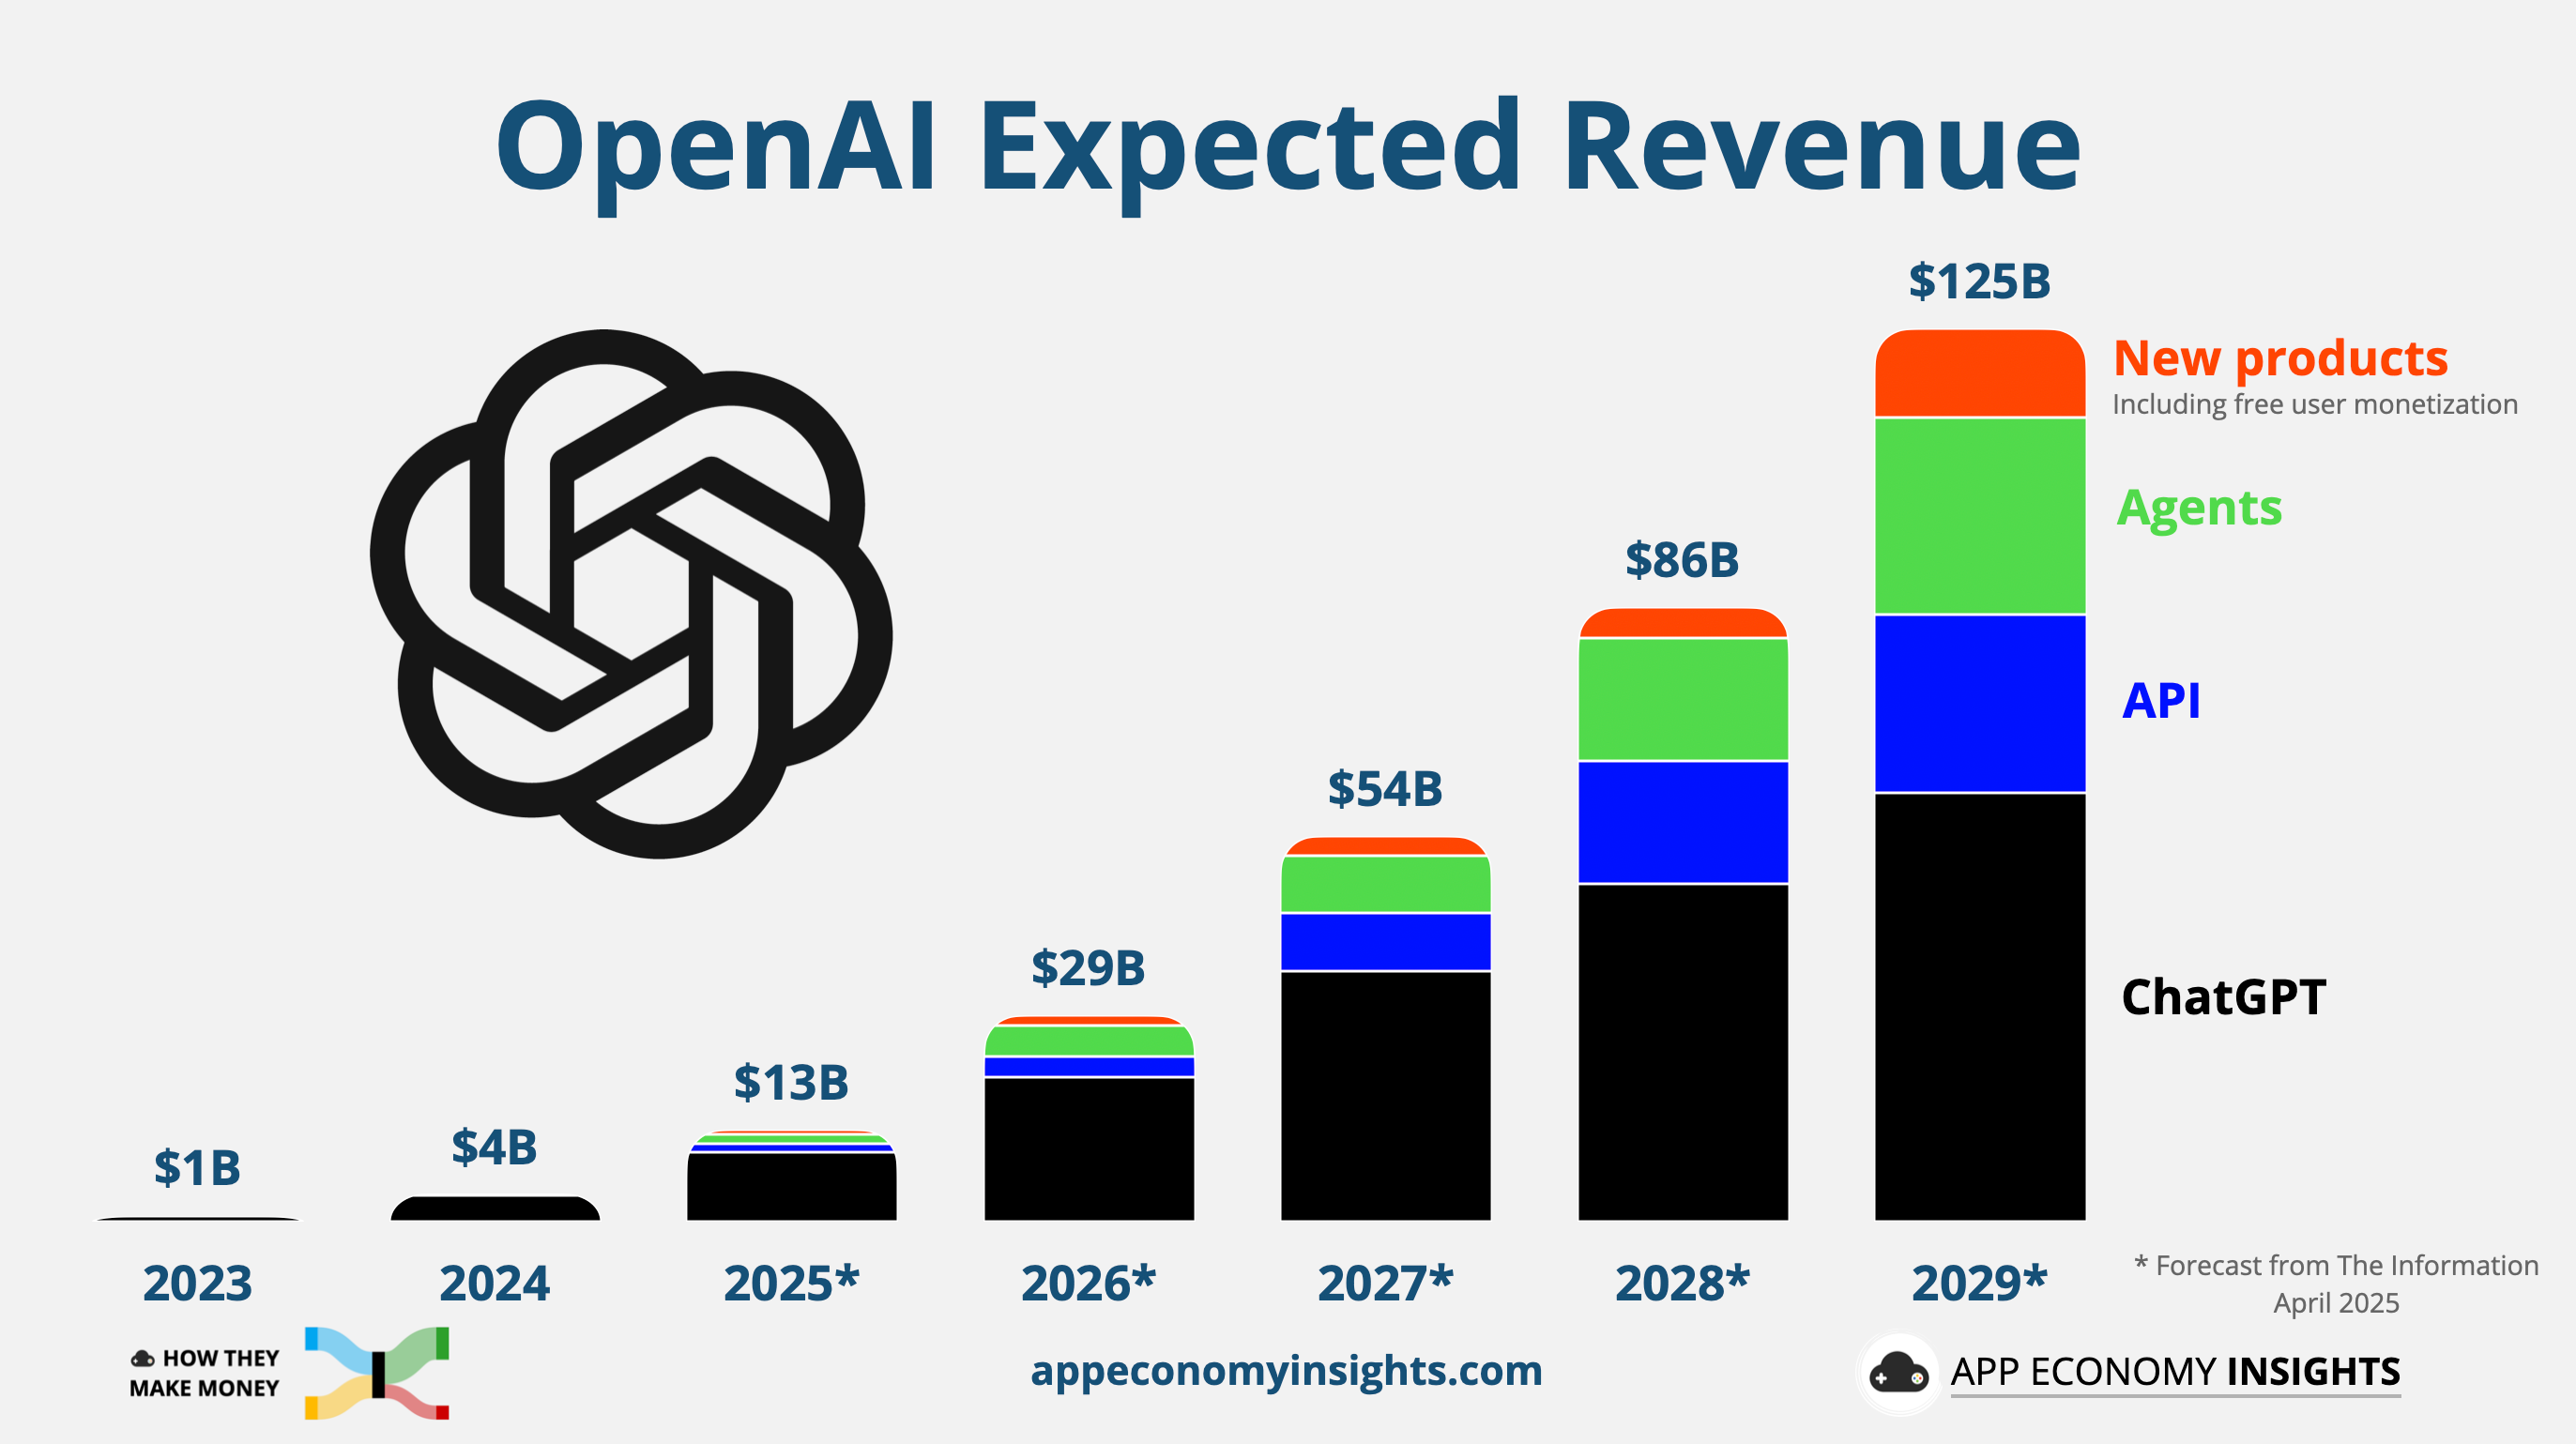 OpenAI Expected Revenue
$125B
New products
Including free user monetization
Agents
$86B
API
$54B
$29B
ChatGPT
$13B
$4B
$1B
2023
2024
2025*
2026*
2027*
2028*
2029*
* Forecast from The Information
April 2025
HOW THEY
MAKE MONEY
appeconomyinsights.com
APP ECONOMY INSIGHTS